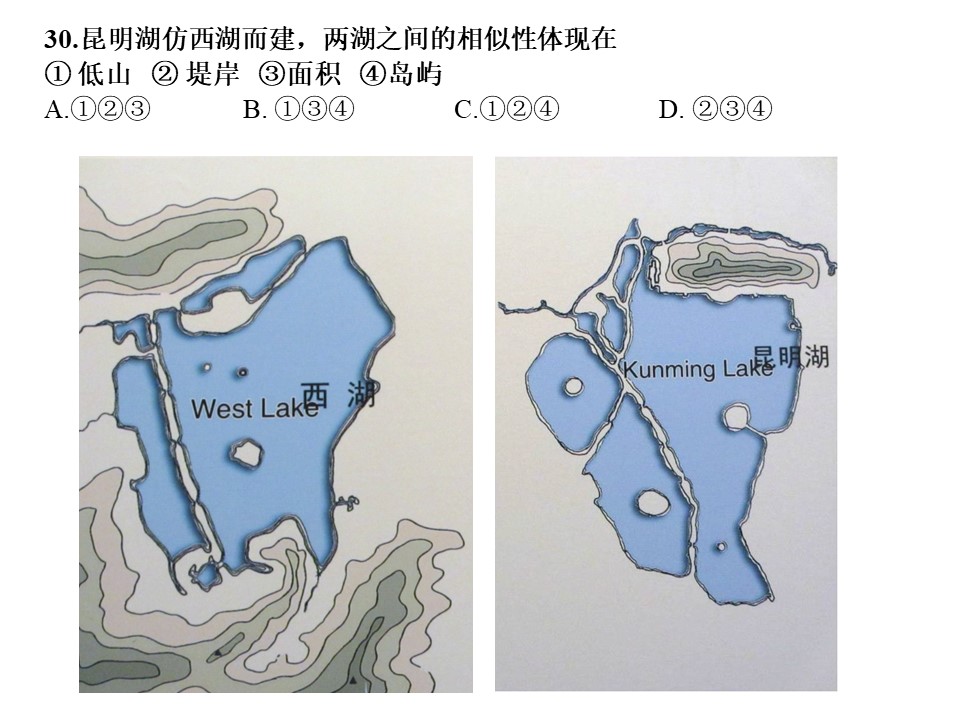 30.昆明湖仿西湖而建，两湖之间的相似性体现在
① 低山 ② 堤岸 ③面积 ④岛屿
A.①②③ B. ①③④ C.①②④ D. ②③④
West Lake 西 湖
Kunming Lake 昆明湖